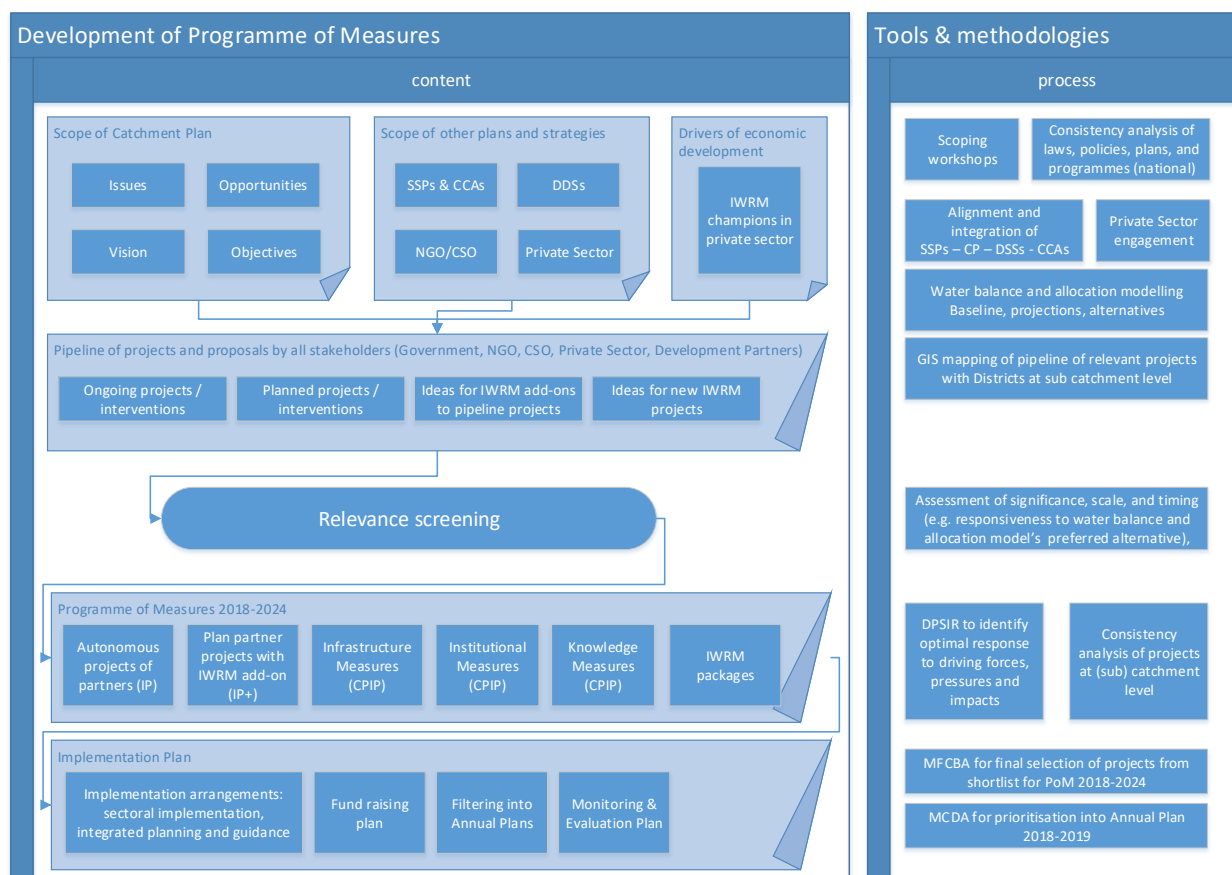 Development of Programme of Measures
content
Scope of Catchment Plan
Issues
Opportunities
Vision
Objectives
Scope of other plans and strategies
SSPs & CCAs
DDSs
NGO/CSO
Private Sector
Drivers of economic
development
IWRM
champions in
private sector
Pipeline of projects and proposals by all stakeholders (Government, NGO, CSO, Private Sector, Development Partners)
Ongoing projects /
interventions
Planned projects /
interventions
Ideas for IWRM add-ons
to pipeline projects
Ideas for new IWRM
projects
Relevance screening
Programme of Measures 2018-2024
Autonomous
projects of
partners (IP)
Plan partner
projects with
IWRM add-on
(IP+)
Infrastructure
Measures
(CPIP)
Institutional
Measures
(CPIP)
Knowledge
Measures
(CPIP)
IWRM
packages
Implementation Plan
Implementation arrangements:
sectoral implementation,
integrated planning and guidance
Fund raising
plan
Filtering into
Annual Plans
Monitoring &
Evaluation Plan
Tools & methodologies
process
Scoping
workshops
Consistency analysis of
laws, policies, plans, and
programmes (national)
Alignment and
integration of
SSPs – CP – DSSs - CCAs
Private Sector
engagement
Water balance and allocation modelling
Baseline, projections, alternatives
GIS mapping of pipeline of relevant projects
with Districts at sub catchment level
Assessment of significance, scale, and timing
(e.g. responsiveness to water balance and
allocation model's preferred alternative),
DPSIR to identify
optimal response
to driving forces,
pressures and
impacts
Consistency
analysis of projects
at (sub) catchment
level
MFCBA for final selection of projects from
shortlist for PoM 2018-2024
MCDA for prioritisation into Annual Plan
2018-2019